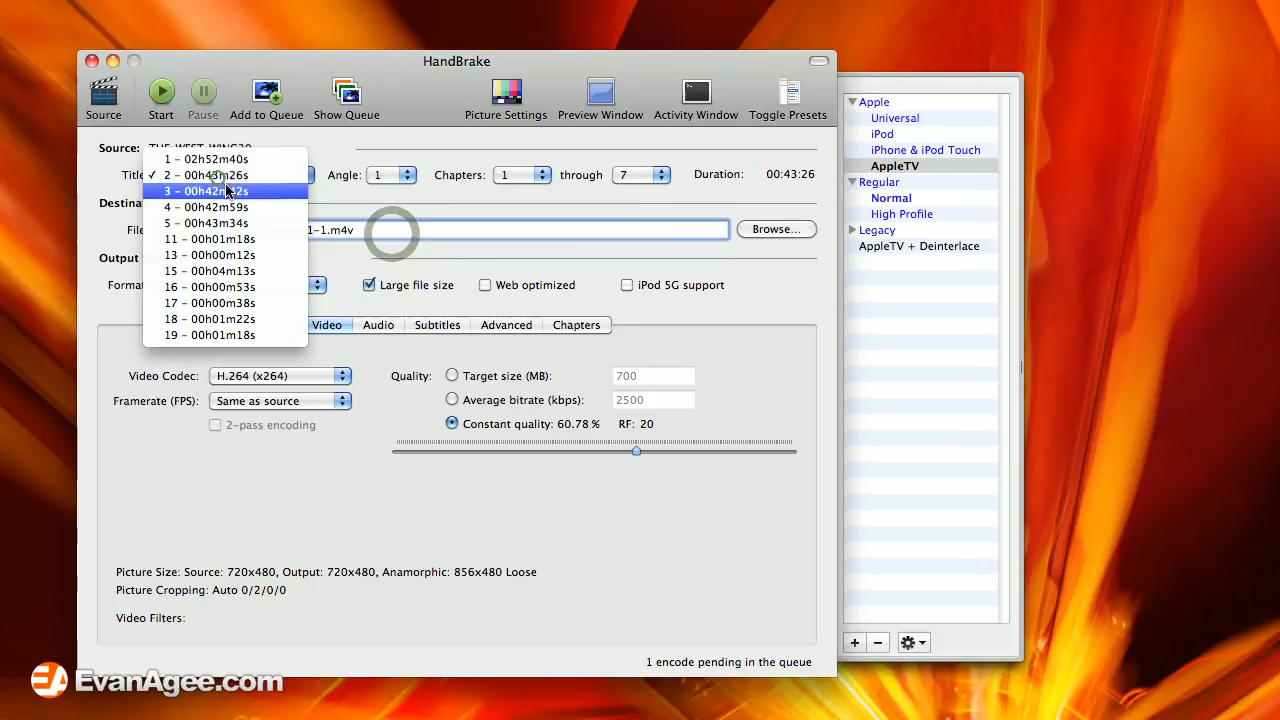 HandBrake
Source
Start
Pause
Add to Queue
Show Queue
Picture Settings
Preview Window
Activity Window
Toggle Presets
Source:
Title
✓ 2 – 00h43m26s
Angle: 1
Chapters: 1 through 7
Duration: 00:43:26
1 – 02h52m40s
3 – 00h42m22s
4 – 00h42m59s
5 – 00h43m34s
11 – 00h01m18s
13 – 00h00m12s
15 – 00h04m13s
16 – 00h00m53s
17 – 00h00m38s
18 – 00h01m22s
19 – 00h01m18s
Destina
File
1-1.m4v
Browse...
Output
Forma
Large file size
Web optimized
iPod 5G support
Video
Audio
Subtitles
Advanced
Chapters
Video Codec: H.264 (x264)
Framerate (FPS): Same as source
2-pass encoding
Quality:
Target size (MB): 700
Average bitrate (kbps): 2500
Constant quality: 60.78 % RF: 20
Picture Size: Source: 720x480, Output: 720x480, Anamorphic: 856x480 Loose
Picture Cropping: Auto 0/2/0/0
Video Filters:
1 encode pending in the queue
Apple
Universal
iPod
iPhone & iPod Touch
AppleTV
Regular
Normal
High Profile
Legacy
AppleTV + Deinterlace
EA EvanAgee.com